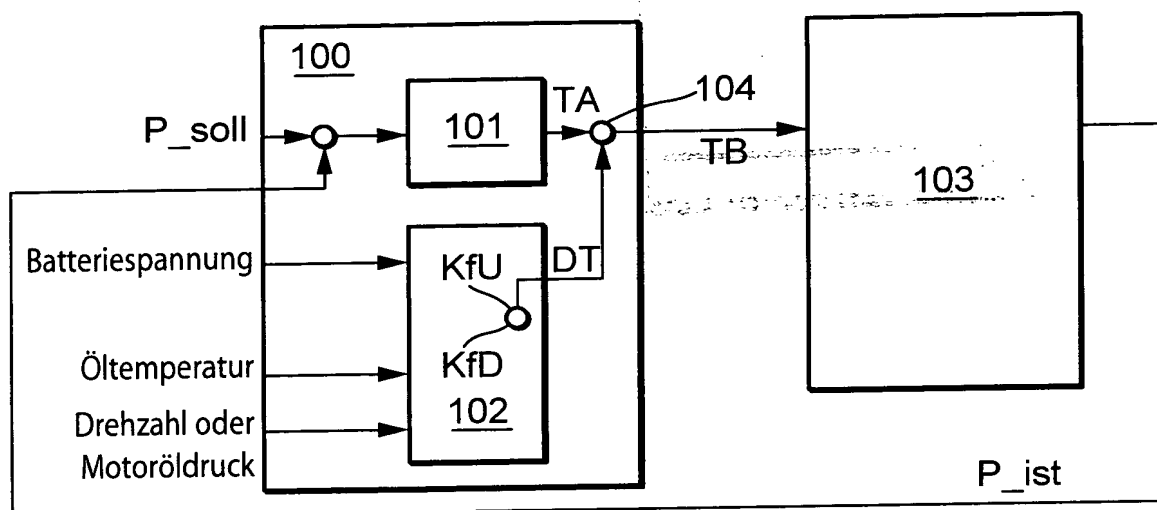 100
101
TA
104
P_soll
TB
103
Batteriespannung
KfU
DT
Öltemperatur
KfD
Drehzahl oder
102
Motoröldruck
P_ist